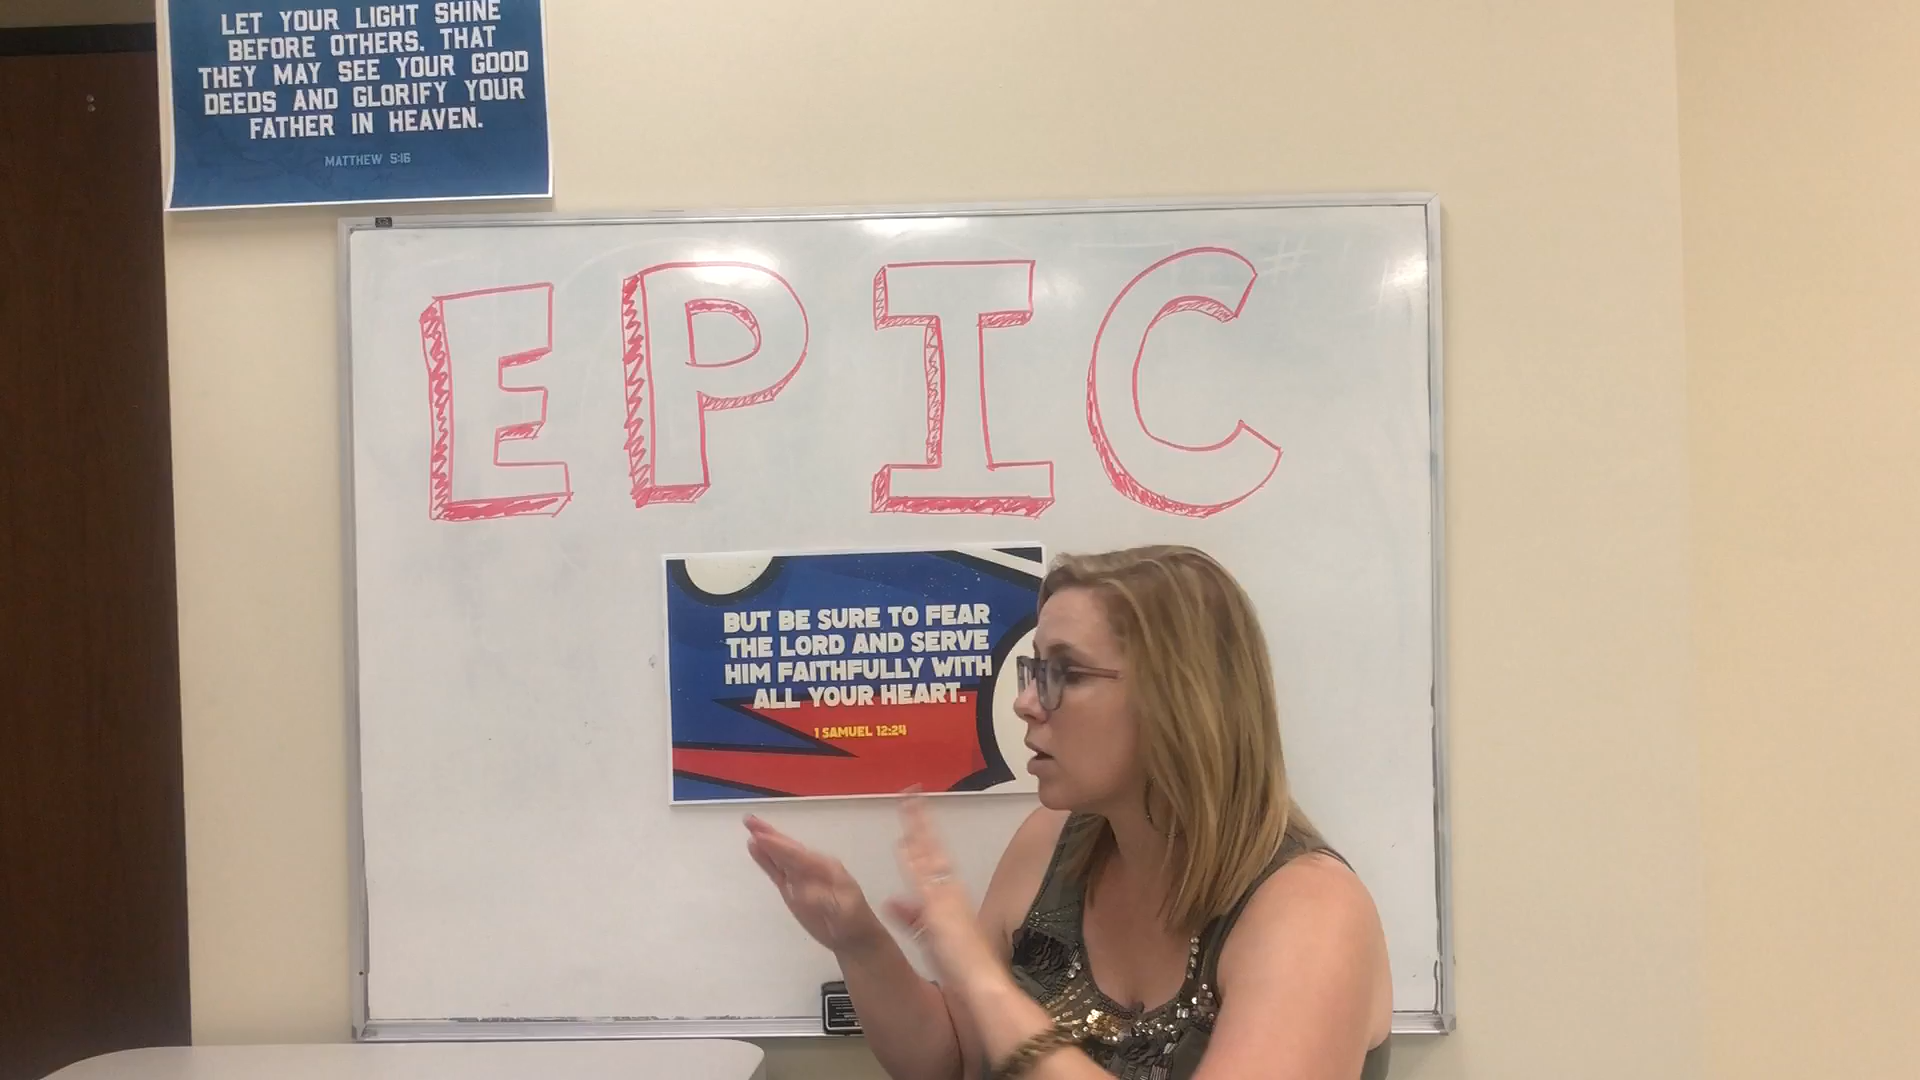 LET YOUR LIGHT SHINE
BEFORE OTHERS, THAT
THEY MAY SEE YOUR GOOD
DEEDS AND GLORIFY YOUR
FATHER IN HEAVEN.
MATTHEW 5:16
EPIC
BUT BE SURE TO FEAR
THE LORD AND SERVE
HIM FAITHFULLY WITH
ALL YOUR HEART.
1 SAMUEL 12:24